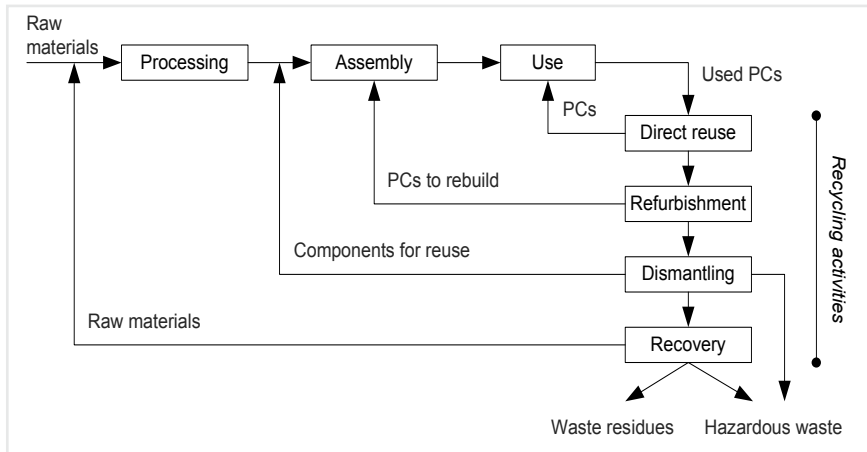 Raw
materials
Processing
Assembly
Use
Used PCs
PCs
Direct reuse
PCs to rebuild
Refurbishment
Components for reuse
Dismantling
Raw materials
Recovery
Recycling activities
Waste residues
Hazardous waste